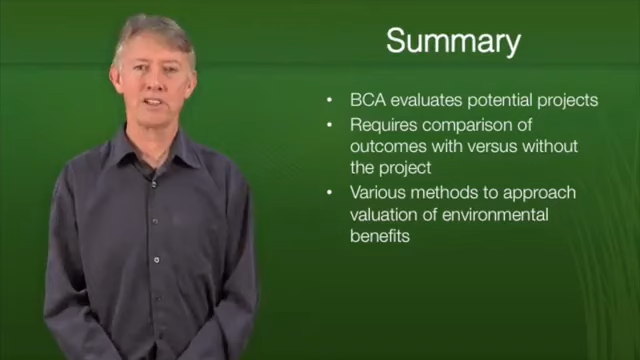 Summary
• BCA evaluates potential projects
• Requires comparison of
outcomes with versus without
the project
• Various methods to approach
valuation of environmental
benefits